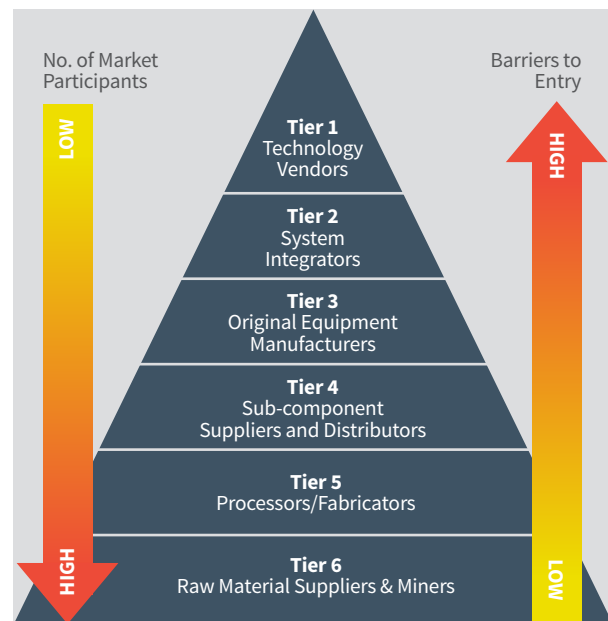 No. of Market
Participants
Barriers to
Entry
LOW
HIGH
Tier 1
Technology
Vendors
Tier 2
System
Integrators
Tier 3
Original Equipment
Manufacturers
Tier 4
Sub-component
Suppliers and Distributors
Tier 5
Processors/Fabricators
Tier 6
Raw Material Suppliers & Miners
HIGH
LOW